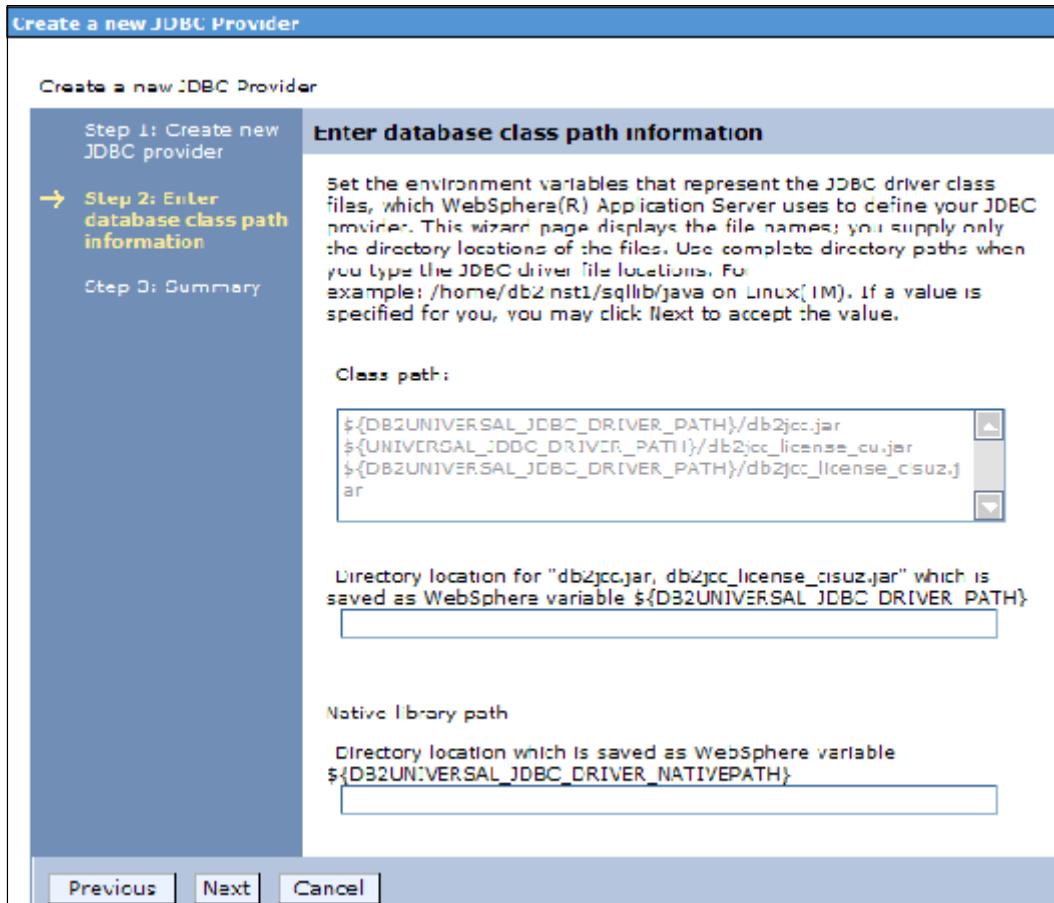 Create a new JDBC Provider
Create a new JDBC Provider
Step 1: Create new
JDBC provider
Step 2: Enter
database class path
information
Step 3: Summary
Enter database class path information
Set the environment variables that represent the JDBC driver class
files, which WebSphere(R) Application Server uses to define your JDBC
provider. This wizard page displays the file names; you supply only
the directory locations of the files. Use complete directory paths when
you type the JDBC driver file locations. For
example: /home/db2inst1/sqllib/java on Linux(TM). If a value is
specified for you, you may click Next to accept the value.
Class path:
${DB2UNIVERSAL_JDBC_DRIVER_PATH}/db2jcc.jar
${UNIVERSAL_JDBC_DRIVER_PATH}/db2jcc_license_cu.jar
${DB2UNIVERSAL_JDBC_DRIVER_PATH}/db2jcc_license_cisuz.j
ar
Directory location for "db2jcc.jar, db2jcc_license_cisuz.jar" which is
saved as WebSphere variable ${DB2UNIVERSAL_JDBC_DRIVER_PATH}
Native library path
Directory location which is saved as WebSphere variable
${DB2UNIVERSAL_JDBC_DRIVER_NATIVEPATH}
Previous
Next
Cancel